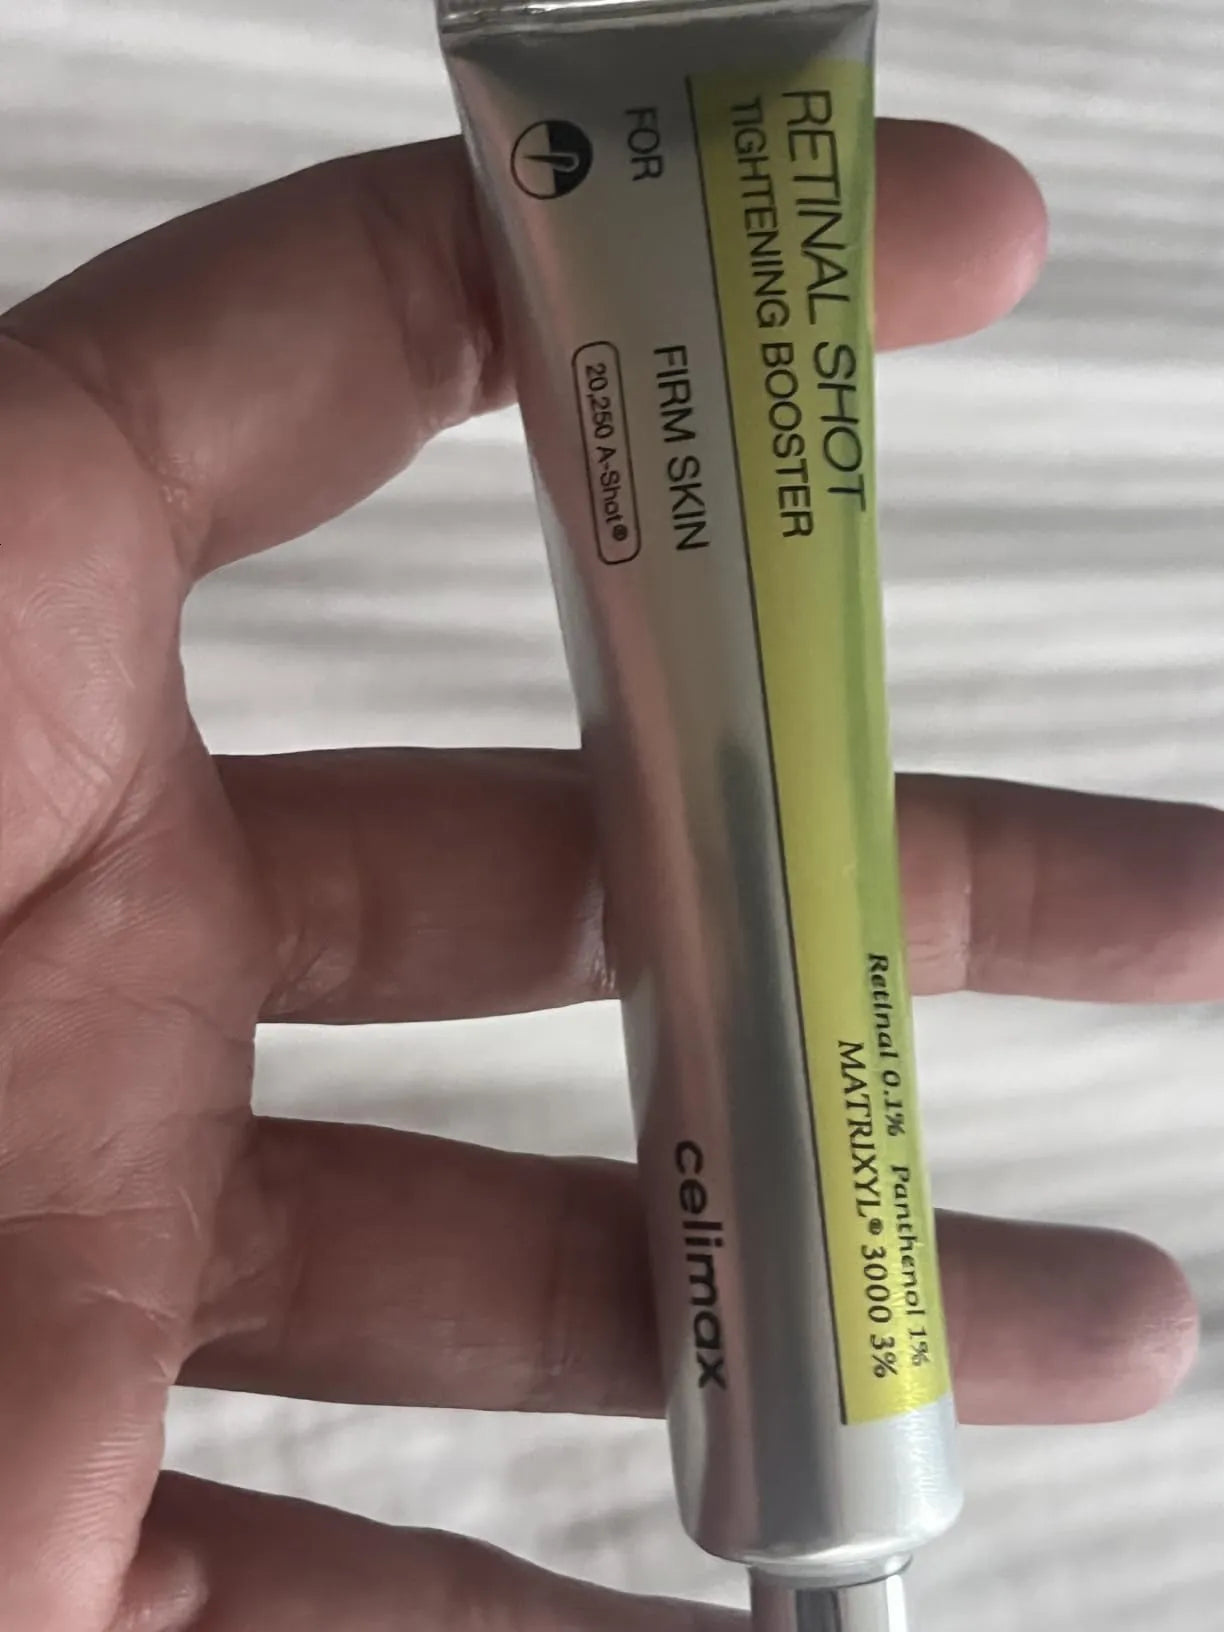 RETINAL SHOT
TIGHTENING BOOSTER
FOR FIRM SKIN
20,250 A-Shot®
Retinal 0.1% Panthenol 1%
MATRIXYL® 3000 3%
celimax